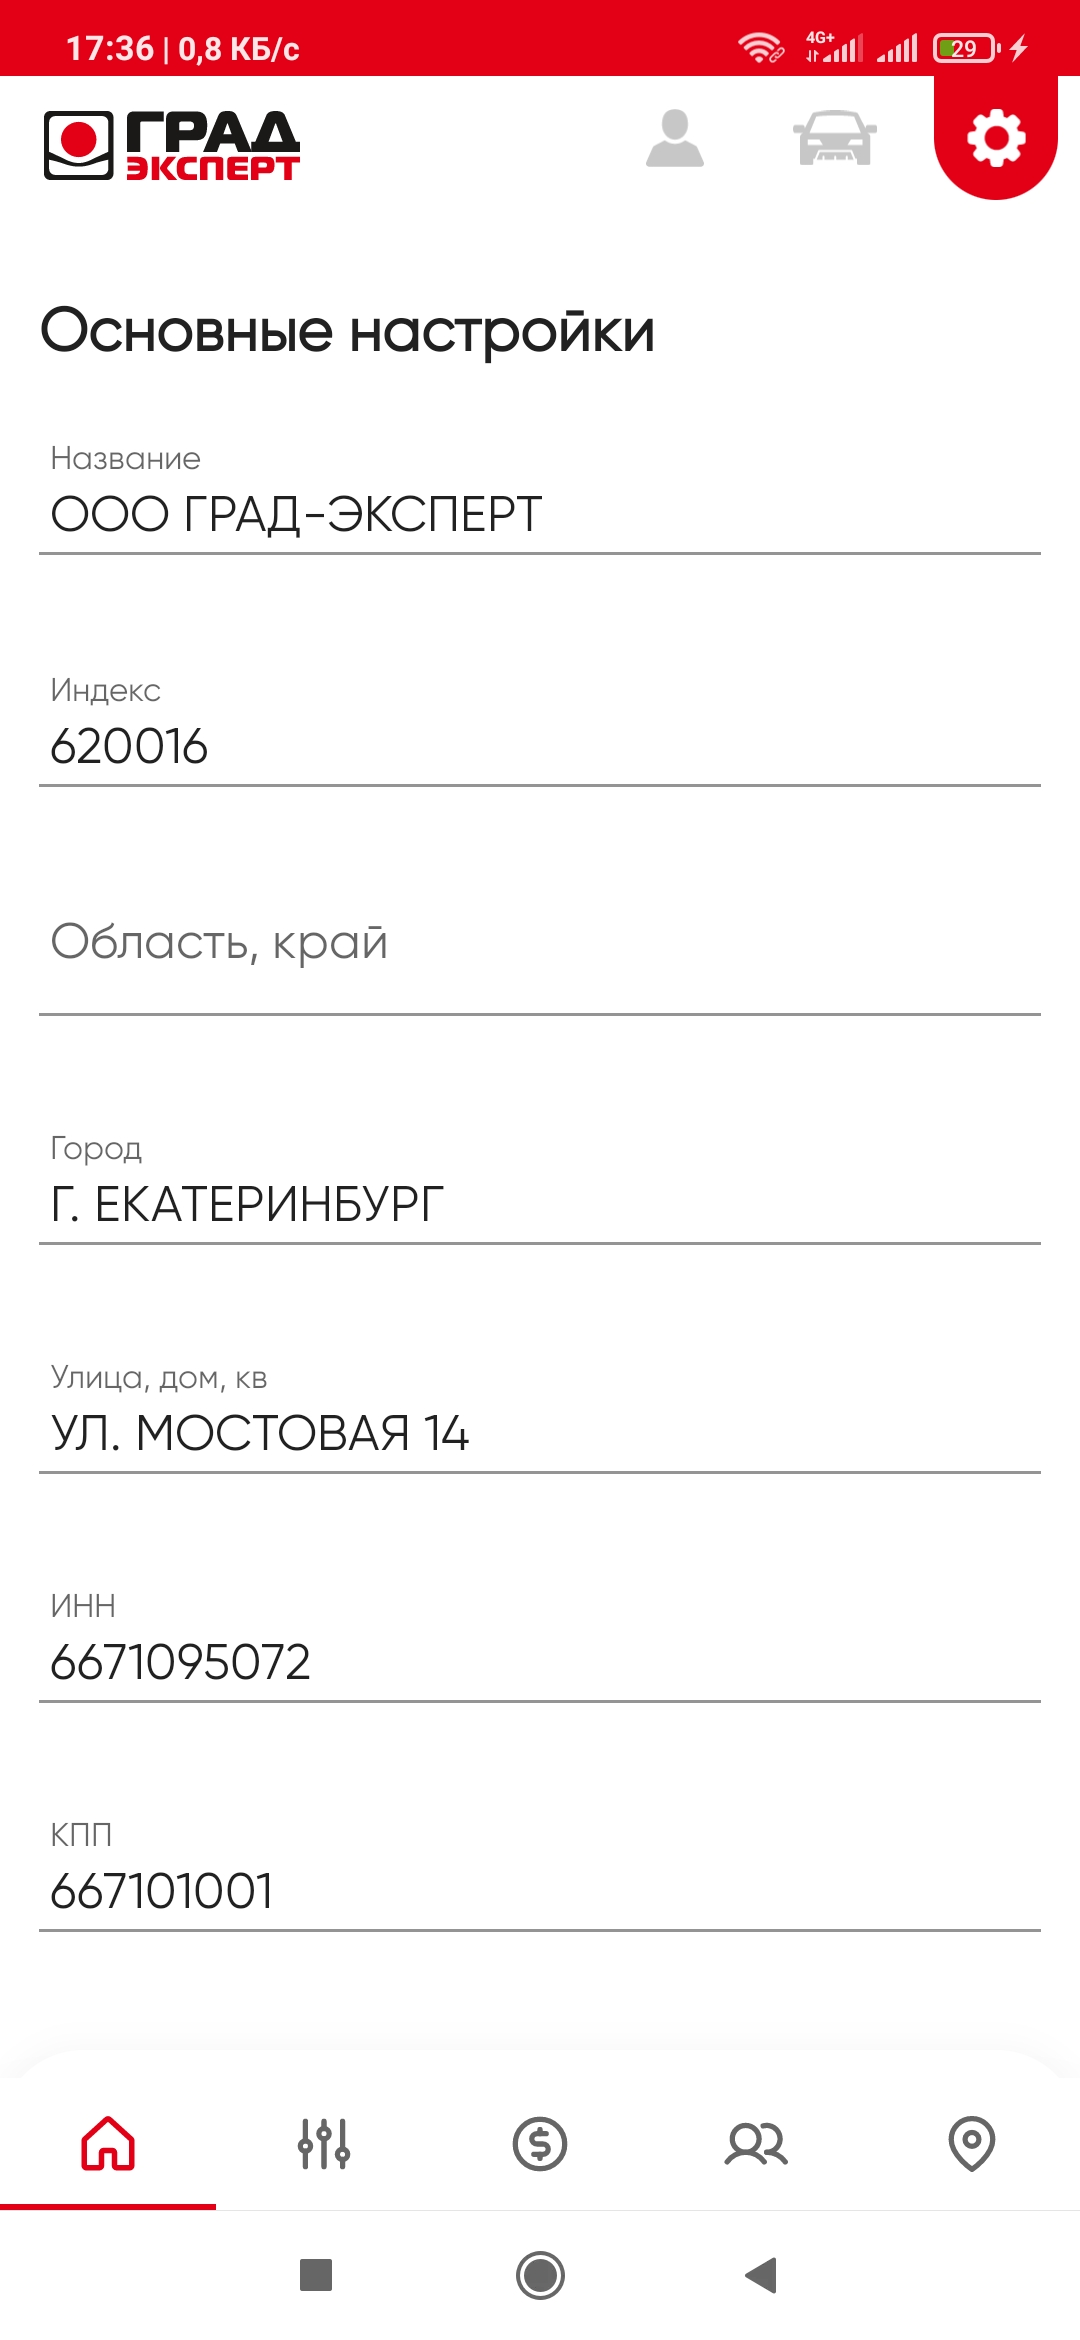 17:36 | 0,8 КБ/с
4G+
29
ГРАД
ЭКСПЕРТ
Основные настройки
Название
ООО ГРАД-ЭКСПЕРТ
Индекс
620016
Область, край
Город
Г. ЕКАТЕРИНБУРГ
Улица, дом, кв
УЛ. МОСТОВАЯ 14
ИНН
6671095072
КПП
667101001